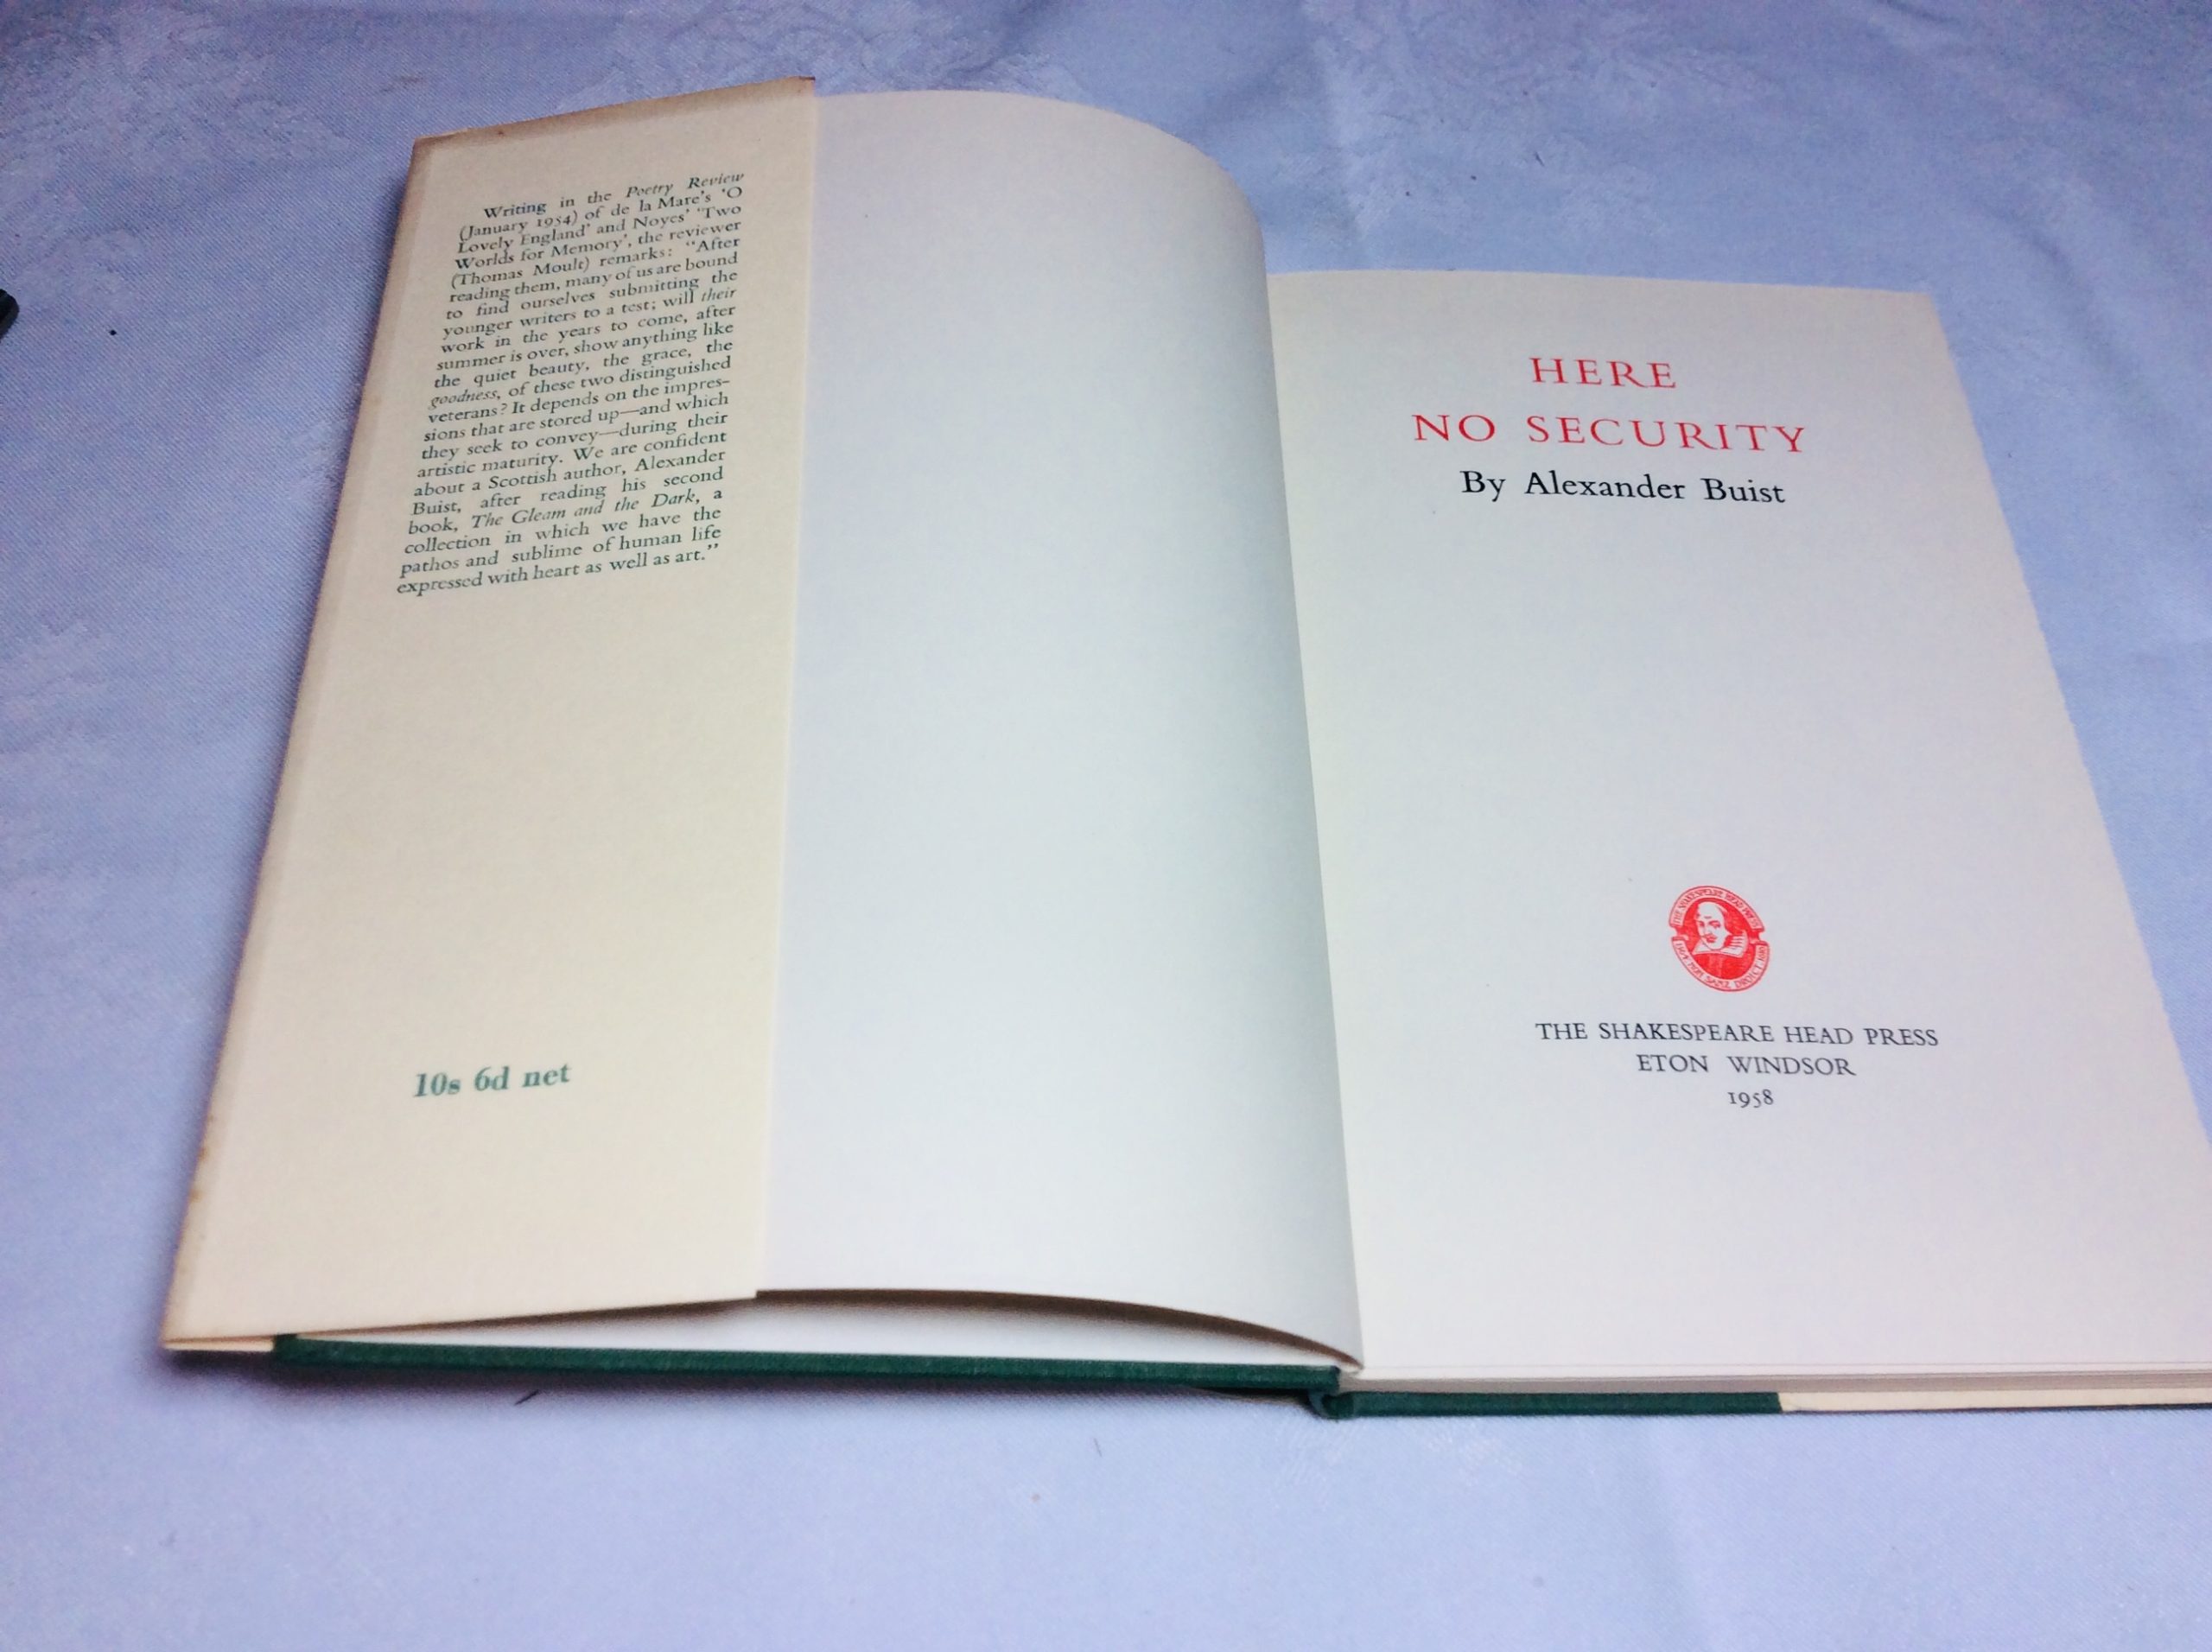 Writing in the Poetry Review
(January 1954) of de la Mare's 'O
Lovely England' and Noyes' 'Two
Worlds for Memory', the reviewer
(Thomas Moult) remarks: "After
reading them, many of us are bound
to find ourselves submitting the
younger writers to a test; will their
work in the years to come, after
summer is over, show anything like
the quiet beauty, the grace, the
goodness, of these two distinguished
veterans? It depends on the impres-
sions that are stored up—and which
they seek to convey—during their
artistic maturity. We are confident
about a Scottish author, Alexander
Buist, after reading his second
book, The Gleam and the Dark, a
collection in which we have the
pathos and sublime of human life
expressed with heart as well as art."
10s 6d net
HERE
NO SECURITY
By Alexander Buist
THE SHAKESPEARE HEAD PRESS
NON SANZ DROICT
THE SHAKESPEARE HEAD PRESS
ETON WINDSOR
1958